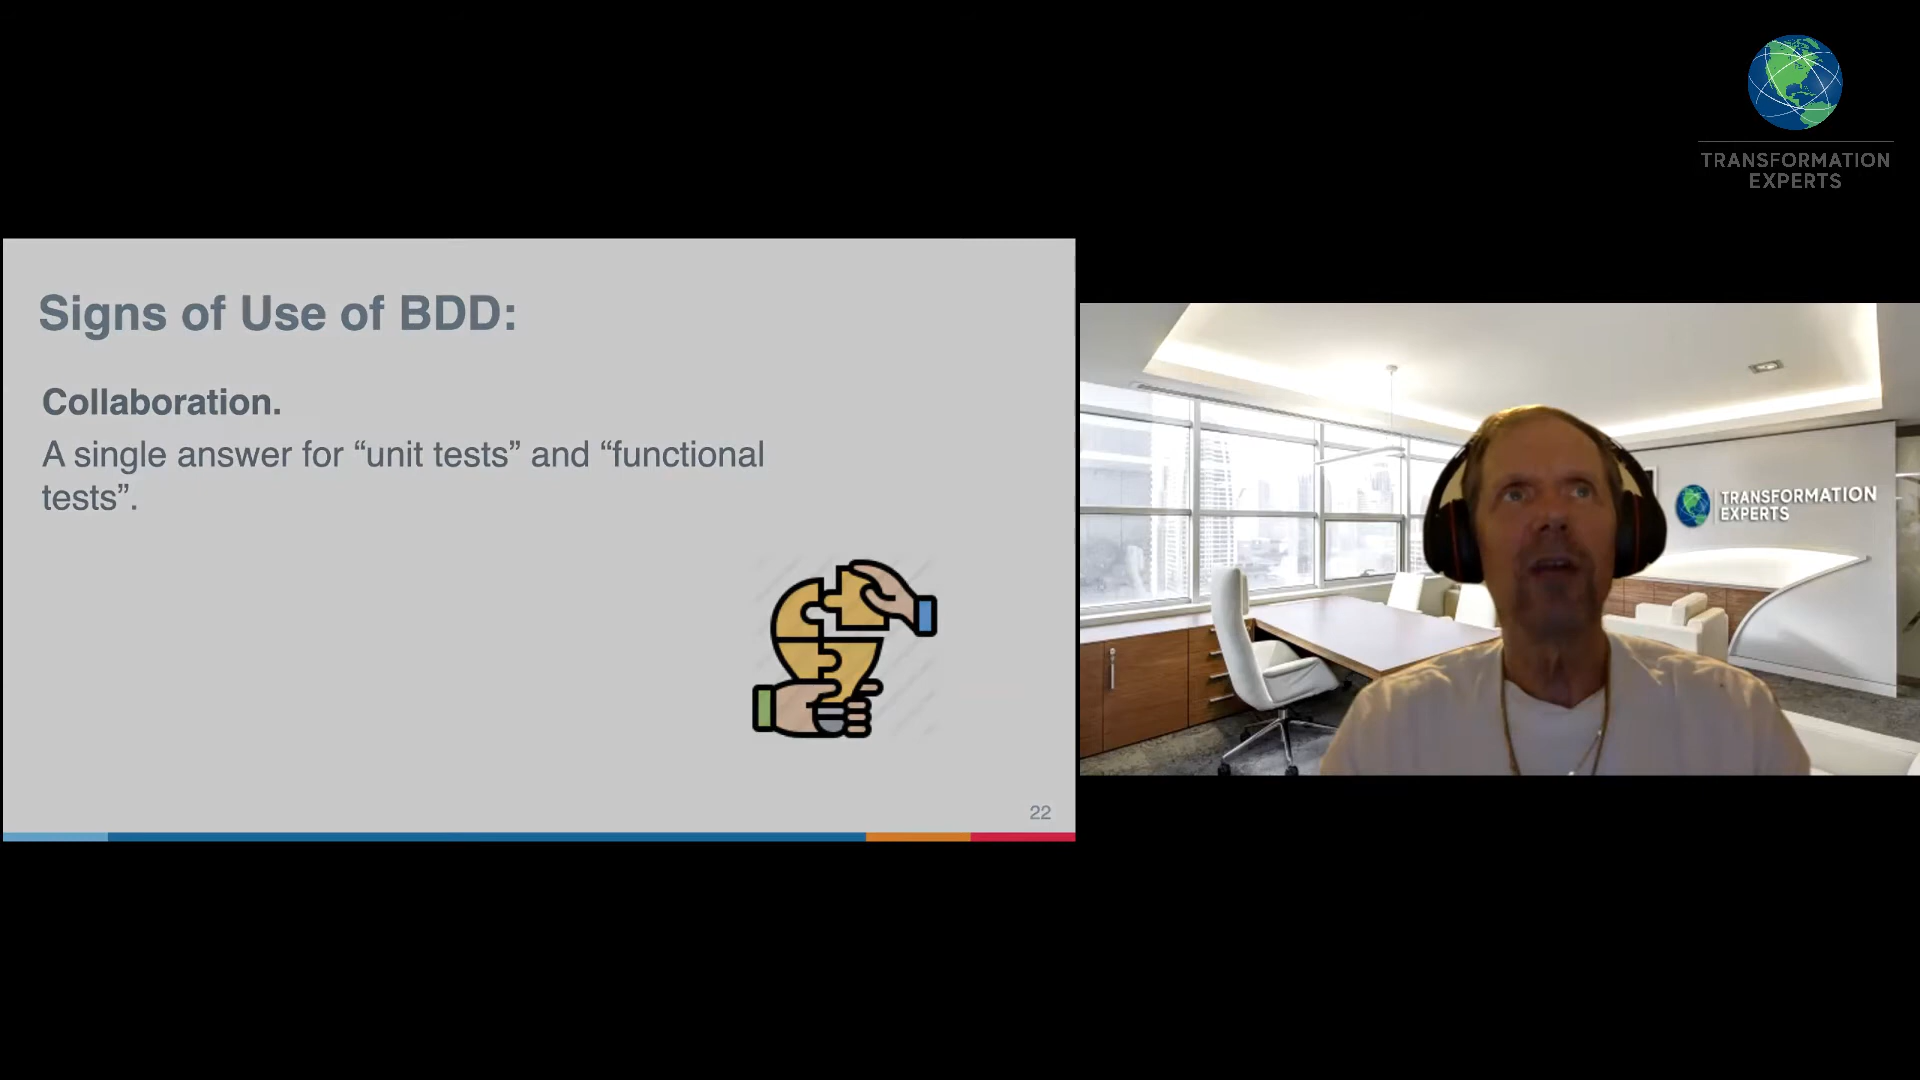 TRANSFORMATION
EXPERTS
Signs of Use of BDD:
Collaboration.
A single answer for “unit tests” and “functional
tests”.
22
TRANSFORMATION
EXPERTS